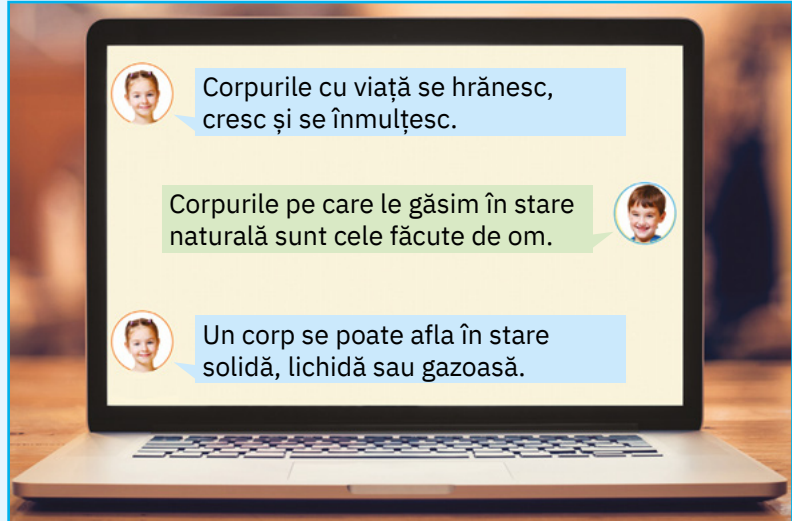 Corpurile cu viață se hrănesc,
cresc și se înmulțesc.
Corpurile pe care le găsim în stare
naturală sunt cele făcute de om.
Un corp se poate afla în stare
solidă, lichidă sau gazoasă.